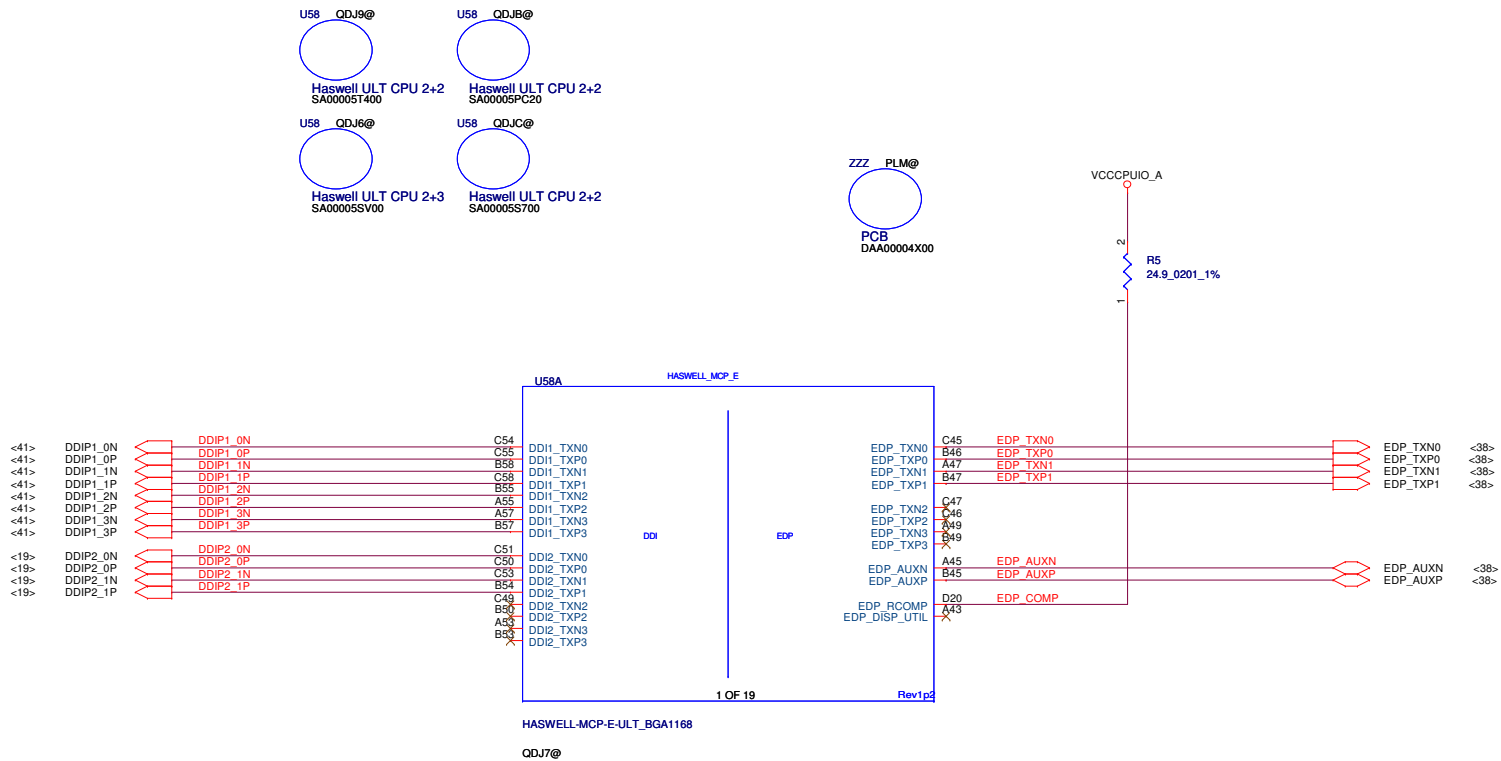 U58 QDJ9@
Haswell ULT CPU 2+2
SA00005T400
U58 QDJB@
Haswell ULT CPU 2+2
SA00005PC20
U58 QDJ6@
Haswell ULT CPU 2+3
SA00005SV00
U58 QDJC@
Haswell ULT CPU 2+2
SA00005S700
ZZZ PLM@
PCB
DAA00004X00
VCCCPUIO_A
2
R5
24.9_0201_1%
1
U58A
HASWELL_MCP_E
<41> DDIP1_0N DDIP1_0N C54 DDI1_TXN0
<41> DDIP1_0P DDIP1_0P C55 DDI1_TXP0
<41> DDIP1_1N DDIP1_1N B58 DDI1_TXN1
<41> DDIP1_1P DDIP1_1P C58 DDI1_TXP1
<41> DDIP1_2N DDIP1_2N B55 DDI1_TXN2
<41> DDIP1_2P DDIP1_2P A55 DDI1_TXP2
<41> DDIP1_3N DDIP1_3N A57 DDI1_TXN3
<41> DDIP1_3P DDIP1_3P B57 DDI1_TXP3
<19> DDIP2_0N DDIP2_0N C51 DDI2_TXN0
<19> DDIP2_0P DDIP2_0P C50 DDI2_TXP0
<19> DDIP2_1N DDIP2_1N C53 DDI2_TXN1
<19> DDIP2_1P DDIP2_1P B54 DDI2_TXP1
C49 DDI2_TXN2
B50 DDI2_TXP2
A53 DDI2_TXN3
B53 DDI2_TXP3
DDI
EDP
EDP_TXN0 C45 EDP_TXN0 EDP_TXN0 <38>
EDP_TXP0 B46 EDP_TXP0 EDP_TXP0 <38>
EDP_TXN1 A47 EDP_TXN1 EDP_TXN1 <38>
EDP_TXP1 B47 EDP_TXP1 EDP_TXP1 <38>
EDP_TXN2 C47
EDP_TXP2 C46
EDP_TXN3 A49
EDP_TXP3 B49
EDP_AUXN A45 EDP_AUXN EDP_AUXN <38>
EDP_AUXP B45 EDP_AUXP EDP_AUXP <38>
EDP_RCOMP D20 EDP_COMP
EDP_DISP_UTIL A43
1 OF 19
Rev1p2
HASWELL-MCP-E-ULT_BGA1168
QDJ7@